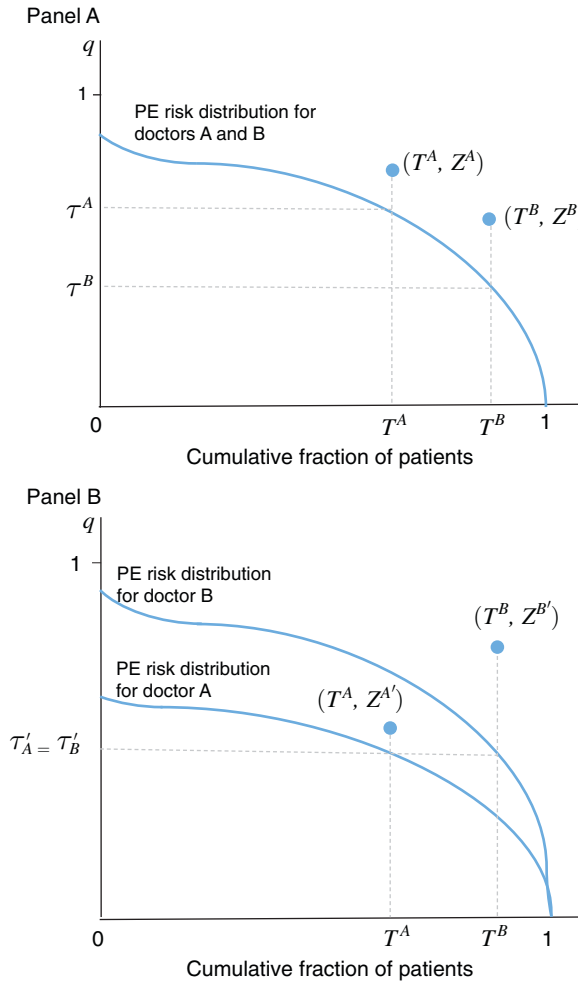 Panel A
q
1
PE risk distribution for
doctors A and B
(T^A, Z^A)
(T^B, Z^B
τ^A
τ^B
0
T^A
T^B
1
Cumulative fraction of patients
Panel B
q
1
PE risk distribution
for doctor B
(T^B, Z^B′)
PE risk distribution
for doctor A
(T^A, Z^A′)
τ′_A = τ′_B
0
T^A
T^B
1
Cumulative fraction of patients